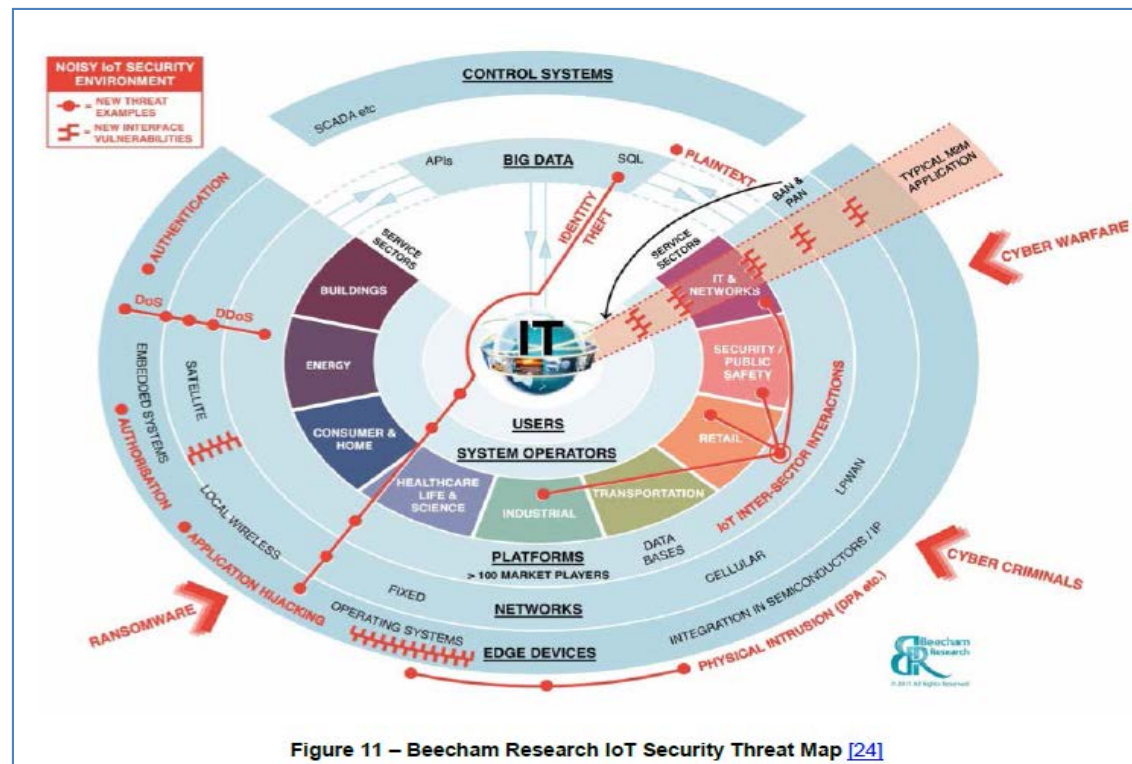 NOISY IoT SECURITY
ENVIRONMENT
= NEW THREAT
EXAMPLES
= NEW INTERFACE
VULNERABILITIES
CONTROL SYSTEMS
SCADA etc
APIs
BIG DATA
SQL
PLAINTEXT
BAN &
PAN
TYPICAL M2M
APPLICATION
IDENTITY
THEFT
AUTHENTICATION
SERVICE
SECTORS
SERVICE
SECTORS
CYBER WARFARE
BUILDINGS
IT &
NETWORKS
DoS
DDoS
IT
ENERGY
SECURITY /
PUBLIC
SAFETY
EMBEDDED SYSTEMS
SATELLITE
USERS
CONSUMER &
HOME
RETAIL
SYSTEM OPERATORS
IoT INTER-SECTOR INTERACTIONS
LPWAN
AUTHORISATION
LOCAL WIRELESS
HEALTHCARE
LIFE &
SCIENCE
INDUSTRIAL
TRANSPORTATION
DATA
BASES
PLATFORMS
> 100 MARKET PLAYERS
CELLULAR
CYBER CRIMINALS
APPLICATION HIJACKING
RANSOMWARE
FIXED
NETWORKS
INTEGRATION IN SEMICONDUCTORS / IP
OPERATING SYSTEMS
EDGE DEVICES
PHYSICAL INTRUSION (DPA etc.)
Beecham
Research
All Rights Reserved
Figure 11 – Beecham Research IoT Security Threat Map [24]